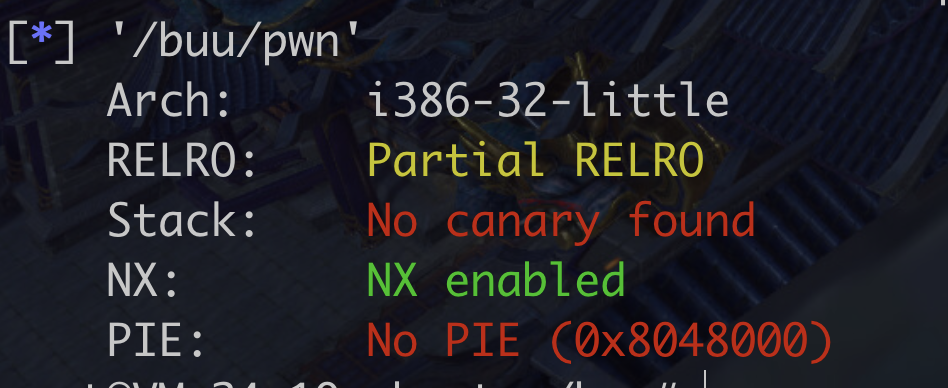 [*] '/buu/pwn'
Arch: i386-32-little
RELRO: Partial RELRO
Stack: No canary found
NX: NX enabled
PIE: No PIE (0x8048000)